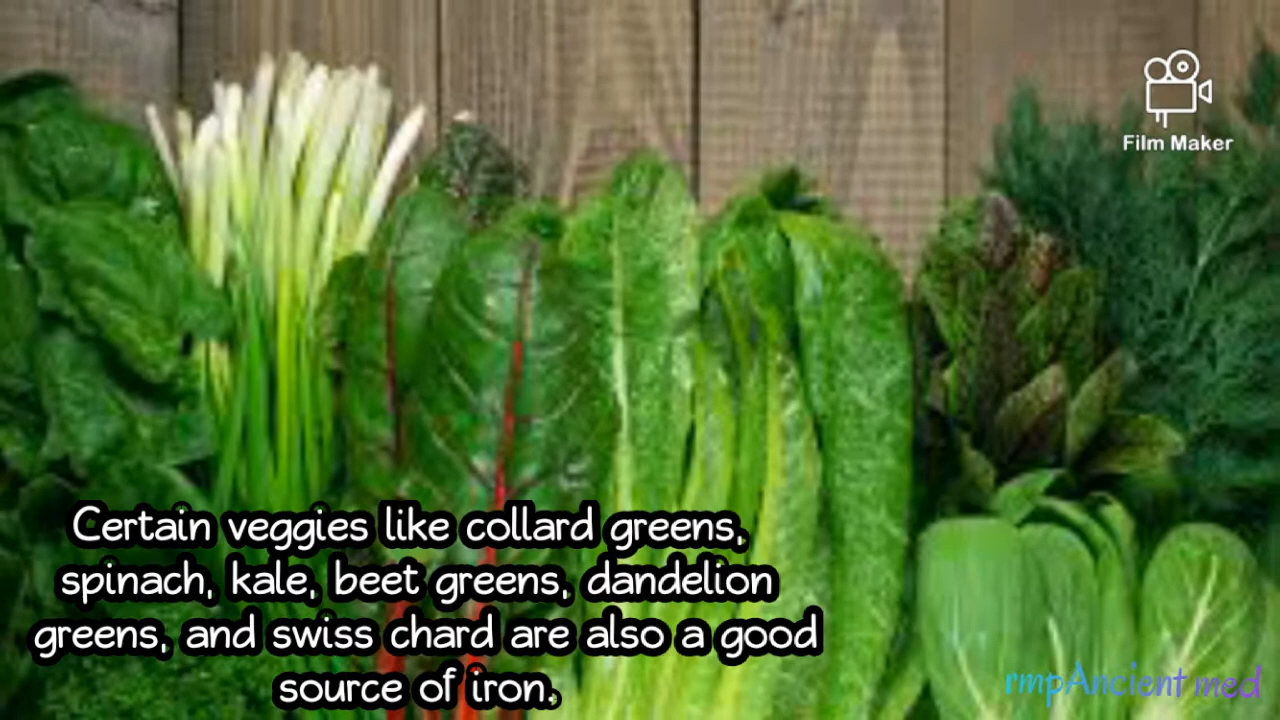 Film Maker
Certain veggies like collard greens,
spinach, kale, beet greens, dandelion
greens, and swiss chard are also a good
source of iron.
rmpAncient med